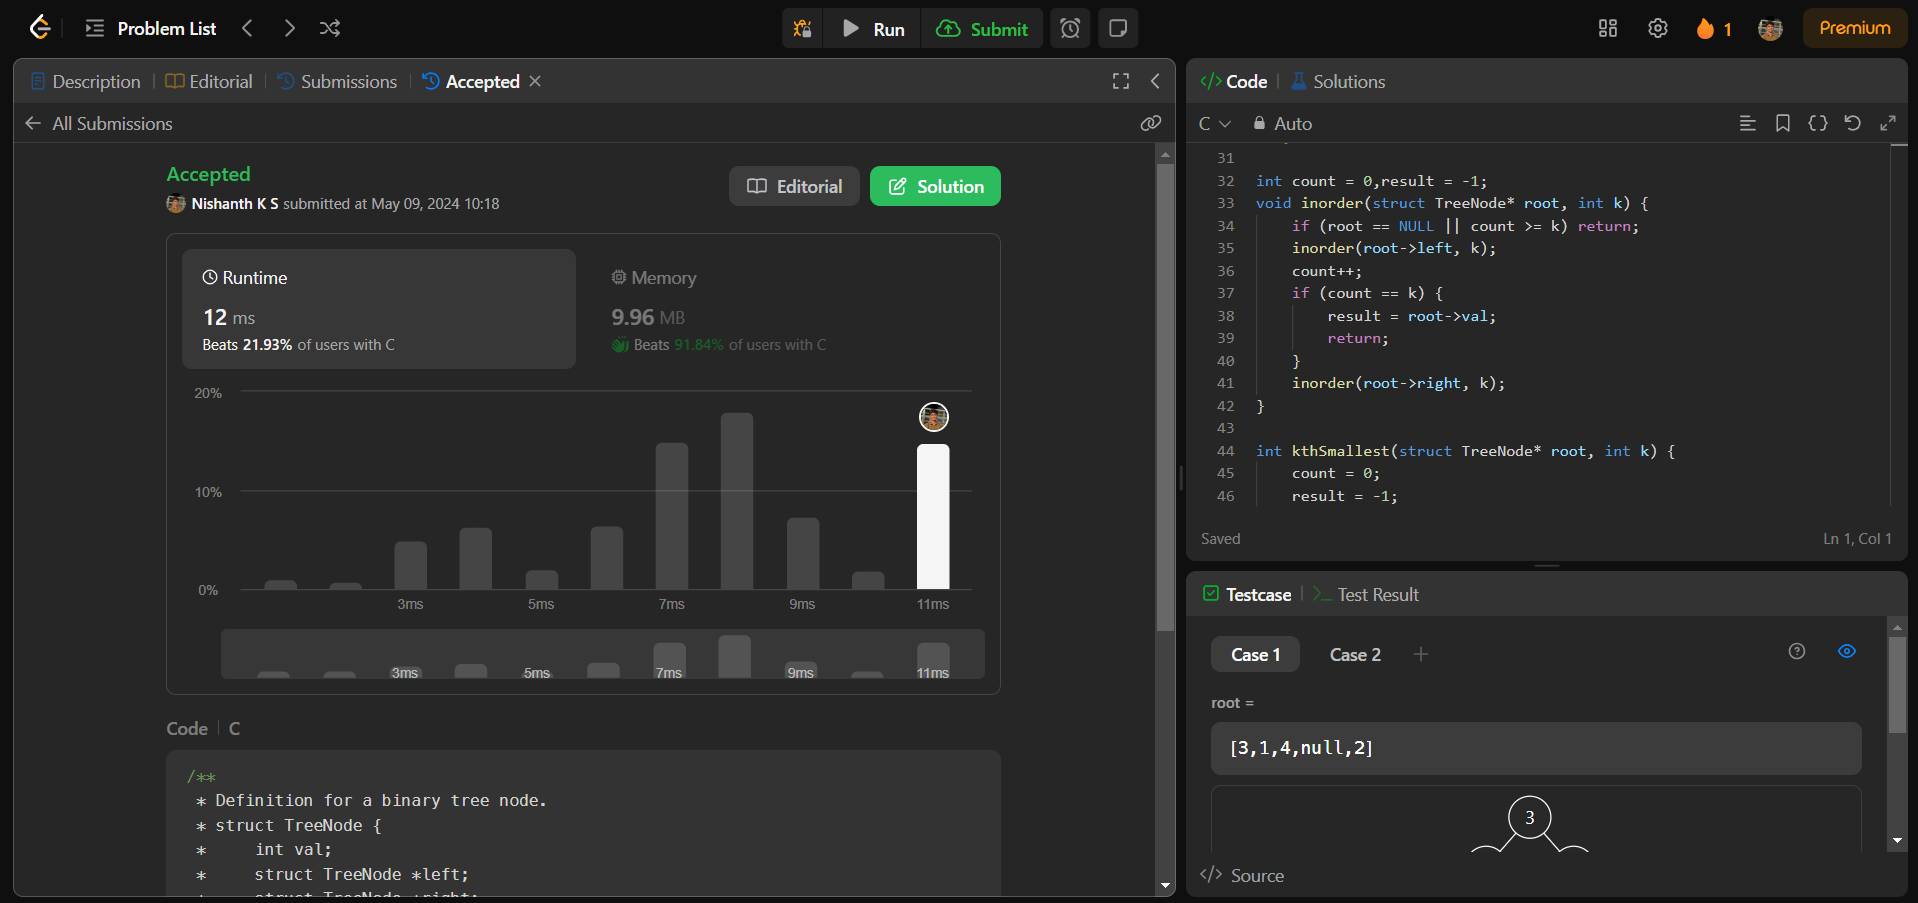 Problem List
Run
Submit
1
Premium
Description
Editorial
Submissions
Accepted
All Submissions
Accepted
Nishanth K S submitted at May 09, 2024 10:18
Editorial
Solution
Runtime
12 ms
Beats 21.93% of users with C
Memory
9.96 MB
Beats 91.84% of users with C
20%
10%
0%
3ms 5ms 7ms 9ms 11ms
3ms 5ms 7ms 9ms 11ms
Code C
/**
* Definition for a binary tree node.
* struct TreeNode {
*     int val;
*     struct TreeNode *left;
*     struct TreeNode *right;
Code
Solutions
C
Auto
31
32 int count = 0,result = -1;
33 void inorder(struct TreeNode* root, int k) {
34     if (root == NULL || count >= k) return;
35     inorder(root->left, k);
36     count++;
37     if (count == k) {
38         result = root->val;
39         return;
40     }
41     inorder(root->right, k);
42 }
43
44 int kthSmallest(struct TreeNode* root, int k) {
45     count = 0;
46     result = -1;
Saved
Ln 1, Col 1
Testcase
Test Result
Case 1
Case 2
root =
[3,1,4,null,2]
3
Source